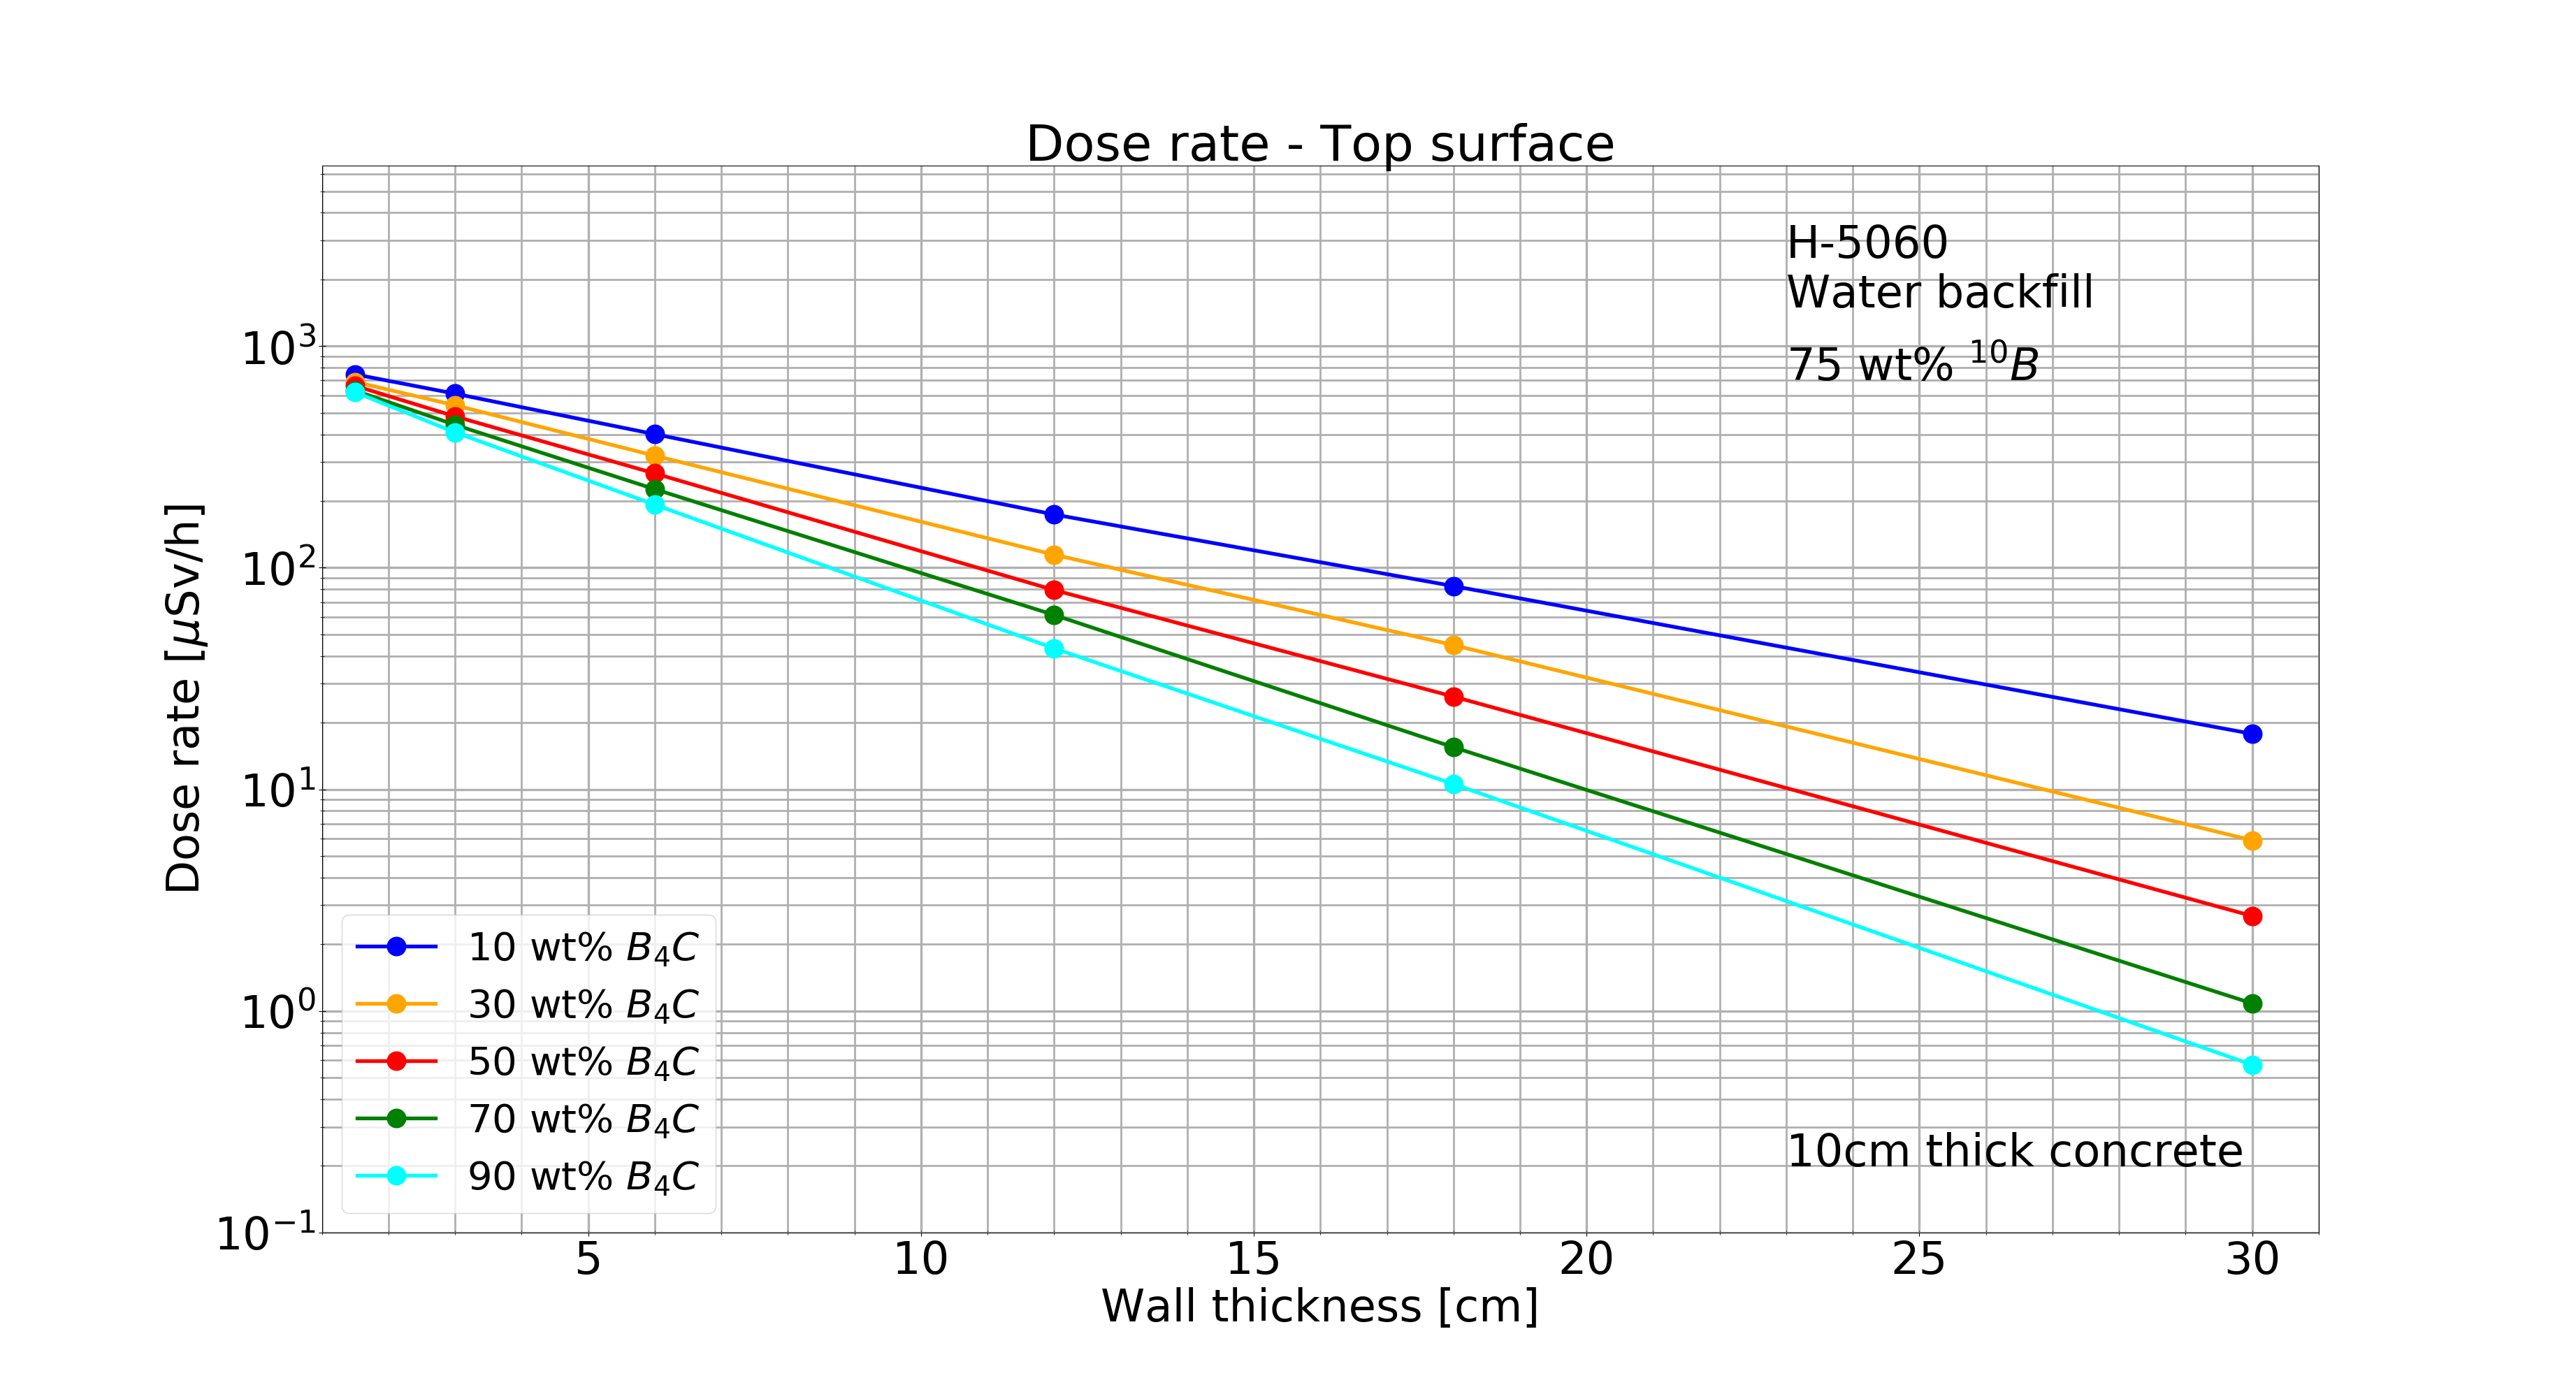 Dose rate - Top surface
H-5060
Water backfill
75 wt% ¹⁰B
10³
10²
10¹
10⁰
10⁻¹
Dose rate [μSv/h]
10 wt% B₄C
30 wt% B₄C
50 wt% B₄C
70 wt% B₄C
90 wt% B₄C
10cm thick concrete
5 10 15 20 25 30
Wall thickness [cm]